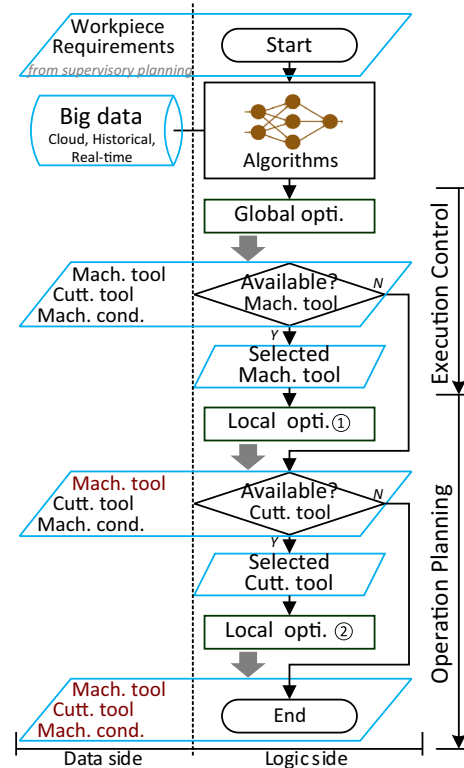 Workpiece
Requirements
from supervisory planning
Start
Big data
Cloud, Historical,
Real-time
Algorithms
Global opti.
Mach. tool
Cutt. tool
Mach. cond.
Available?
Mach. tool
N
Y
Selected
Mach. tool
Local opti. ①
Mach. tool
Cutt. tool
Mach. cond.
Available?
Cutt. tool
N
Y
Selected
Cutt. tool
Local opti. ②
Mach. tool
Cutt. tool
Mach. cond.
End
Data side
Logic side
Execution Control
Operation Planning